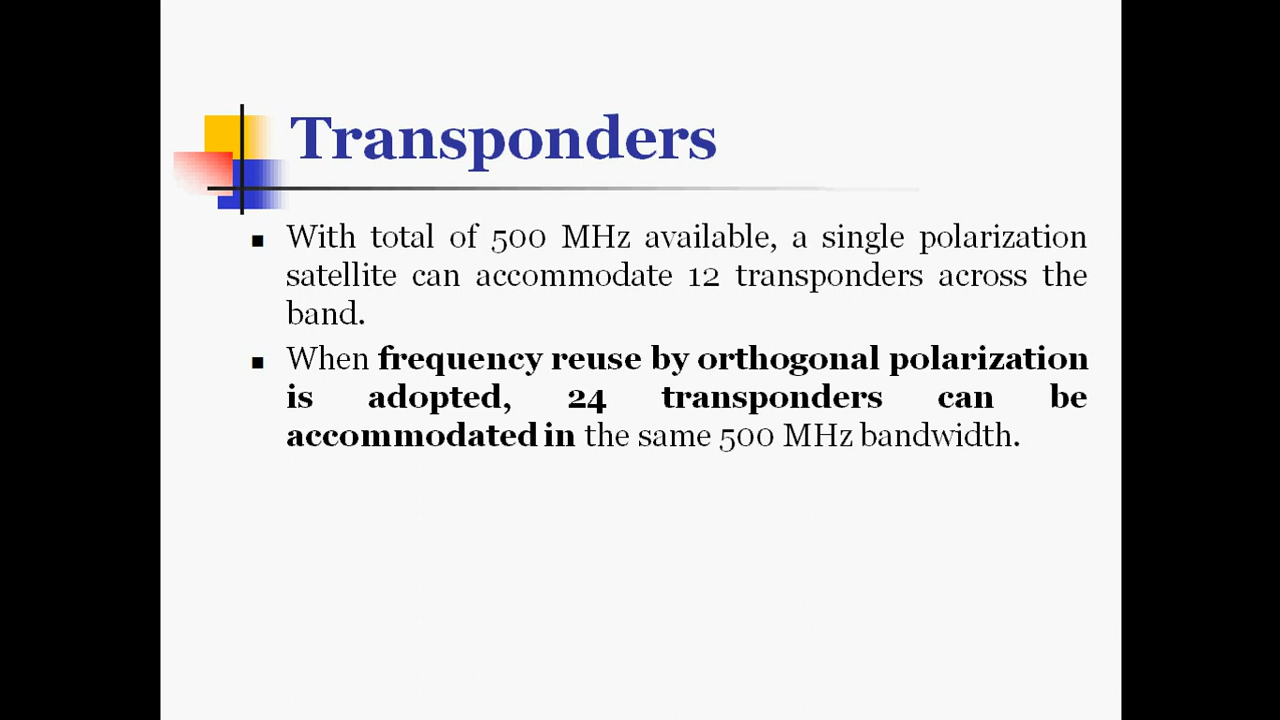 Transponders
With total of 500 MHz available, a single polarization
satellite can accommodate 12 transponders across the
band.
When frequency reuse by orthogonal polarization
is adopted, 24 transponders can be
accommodated in the same 500 MHz bandwidth.